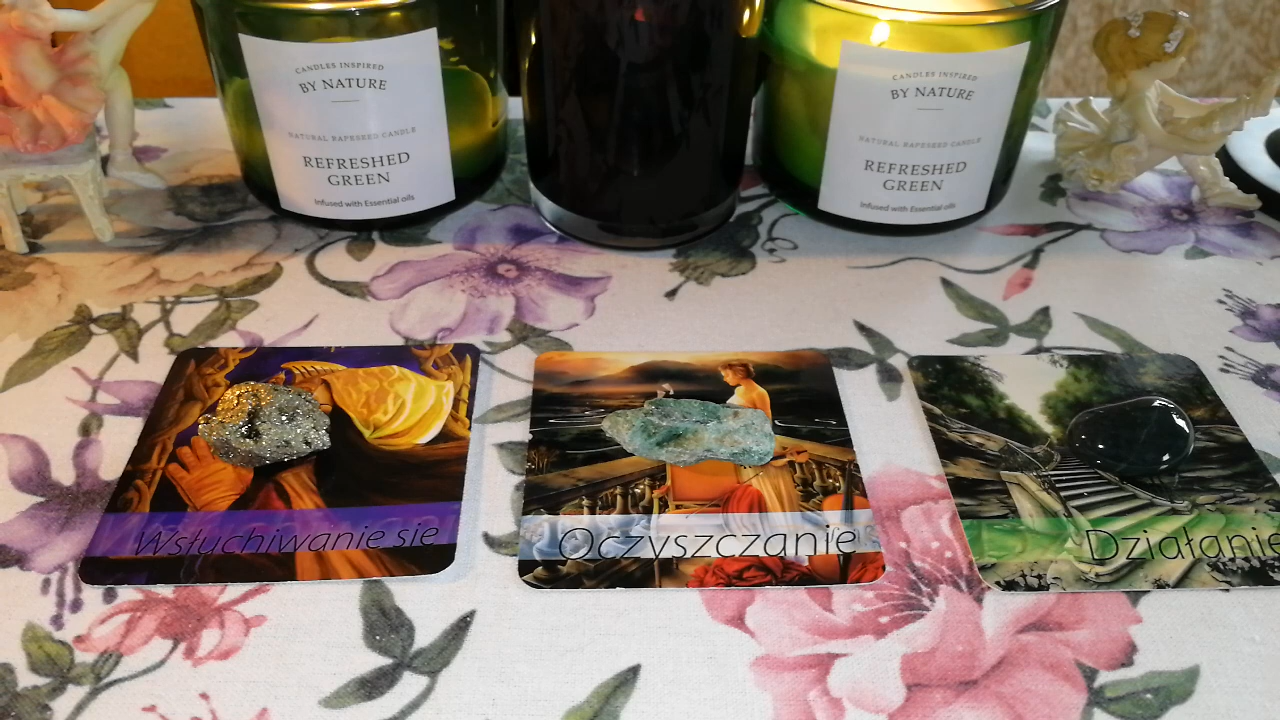 CANDLES INSPIRED
BY NATURE
NATURAL RAPESEED CANDLE
REFRESHED
GREEN
Infused with Essential oils
CANDLES INSPIRED
BY NATURE
NATURAL RAPESEED CANDLE
REFRESHED
GREEN
Infused with Essential oils
Wsłuchiwanie się
Oczyszczanie
Działanie